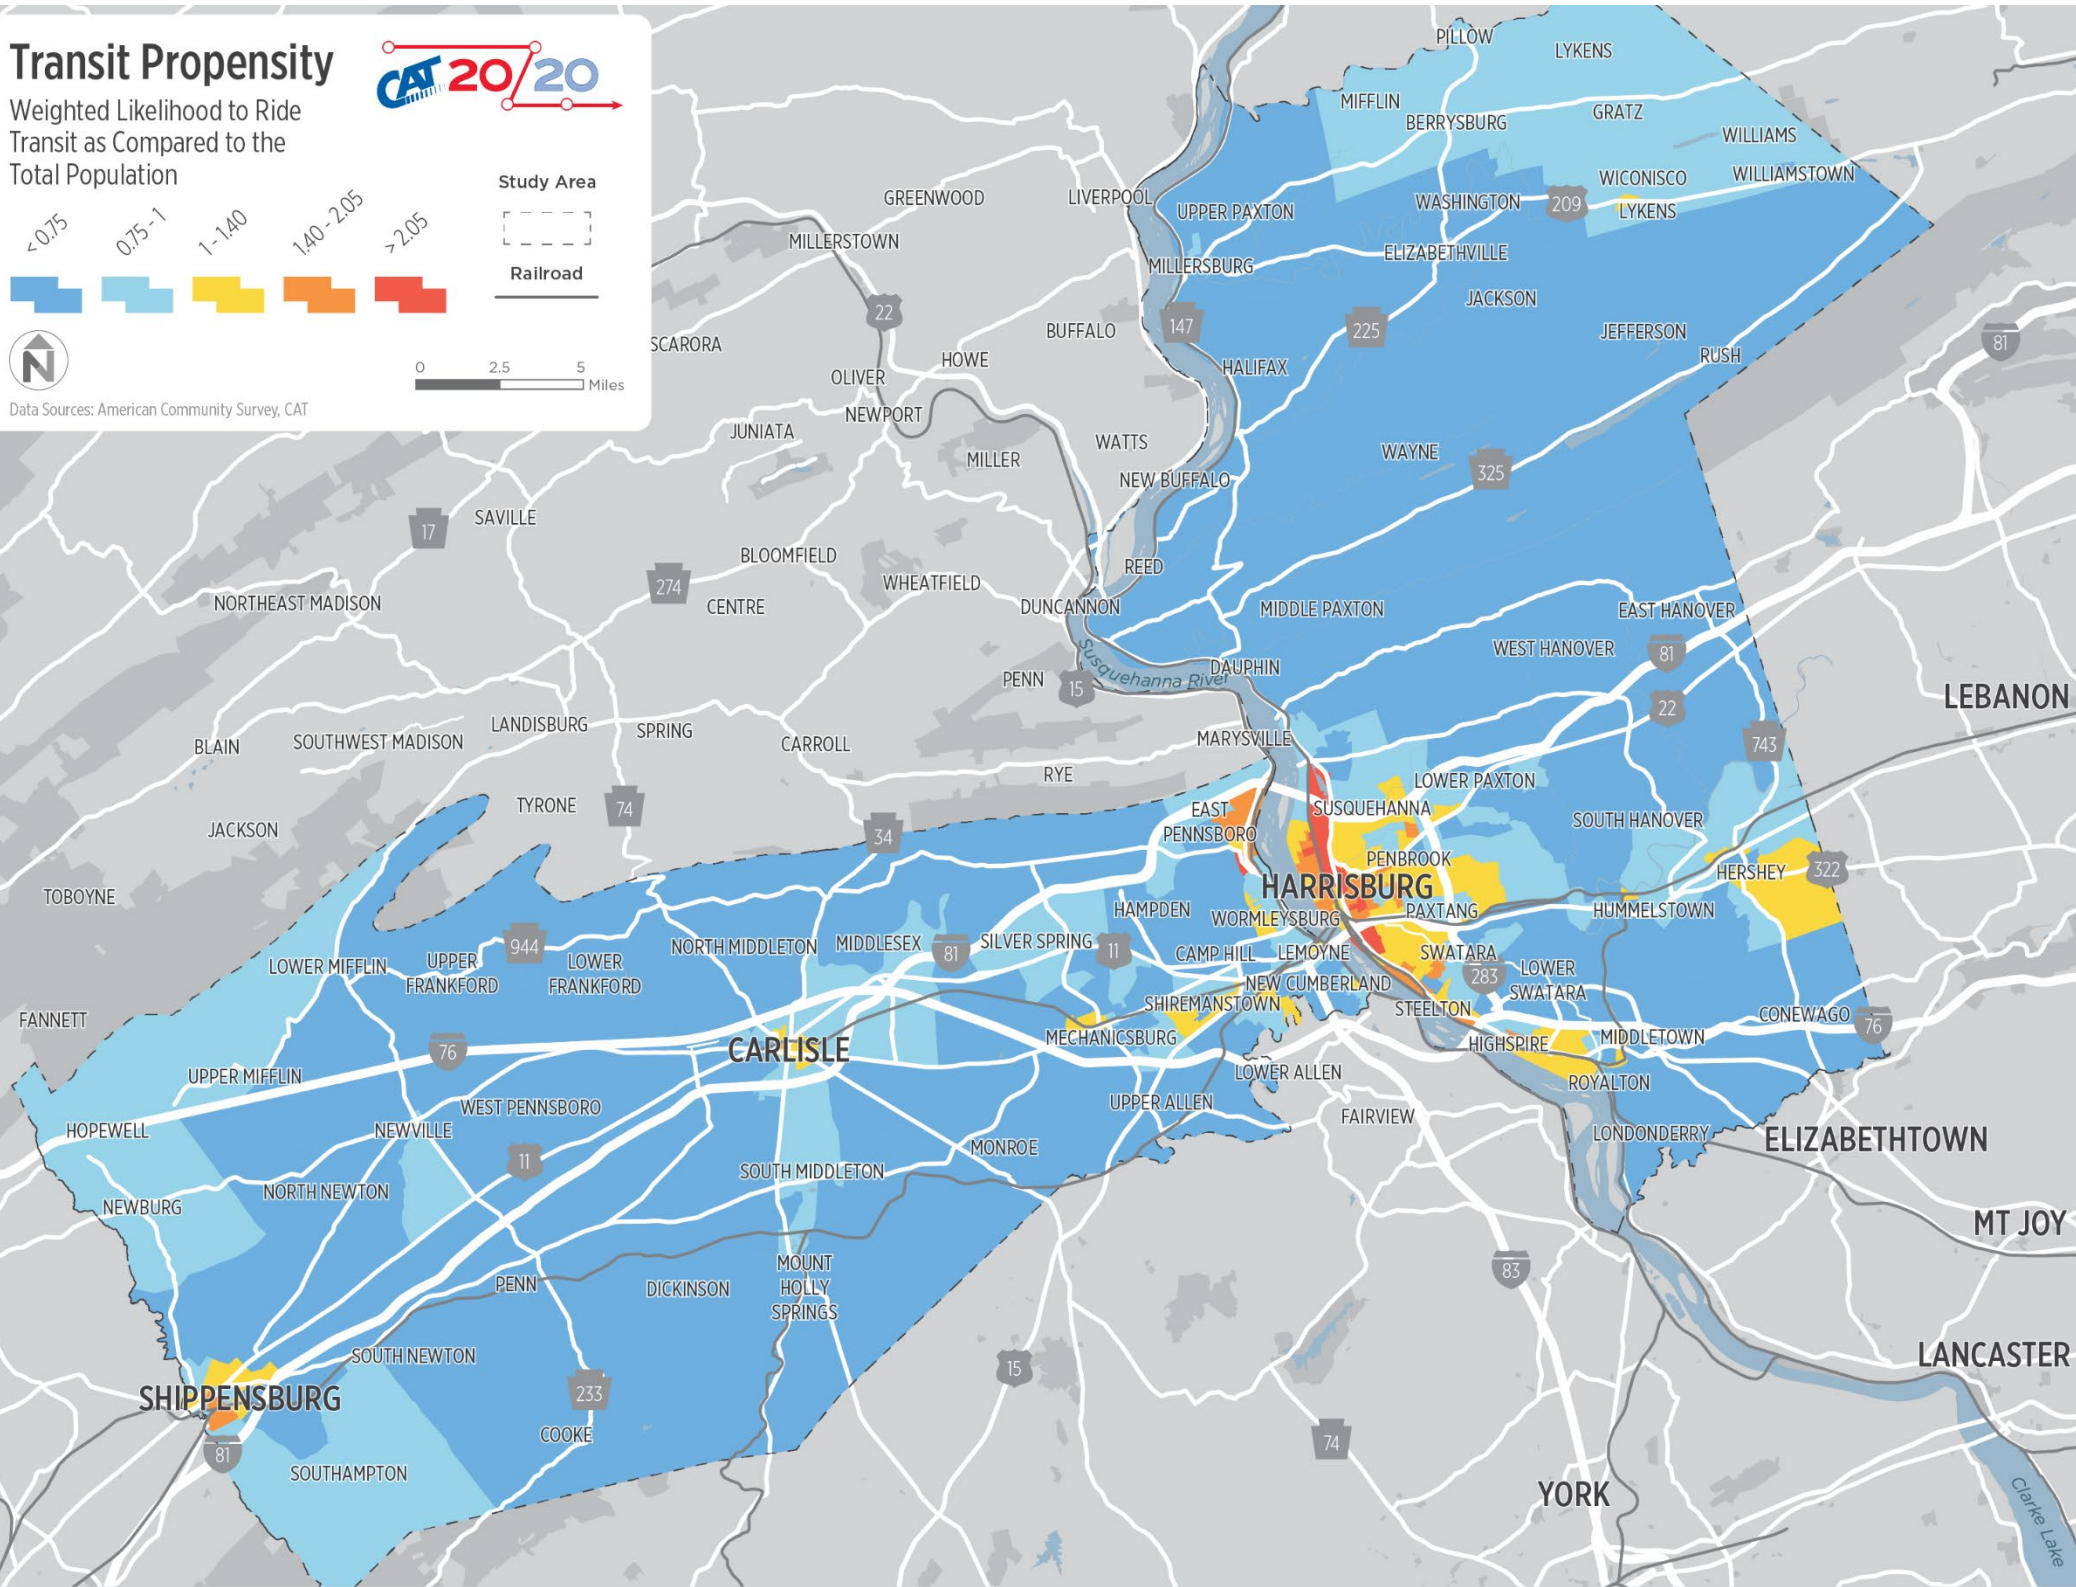 Transit Propensity
Weighted Likelihood to Ride
Transit as Compared to the
Total Population
CAT 20/20
< 0.75
0.75 - 1
1 - 1.40
1.40 - 2.05
> 2.05
Study Area
Railroad
N
0 2.5 5
Miles
Data Sources: American Community Survey, CAT
PILLOW
LYKENS
MIFFLIN
BERRYSBURG
GRATZ
WILLIAMS
WICONISCO
WILLIAMSTOWN
GREENWOOD
LIVERPOOL
UPPER PAXTON
WASHINGTON
209
LYKENS
MILLERSTOWN
MILLERSBURG
ELIZABETHVILLE
JACKSON
22
BUFFALO
147
225
JEFFERSON
RUSH
81
SCARORA
HOWE
HALIFAX
OLIVER
NEWPORT
JUNIATA
WATTS
MILLER
WAYNE
325
NEW BUFFALO
17
SAVILLE
BLOOMFIELD
REED
274
WHEATFIELD
NORTHEAST MADISON
CENTRE
DUNCANNON
MIDDLE PAXTON
EAST HANOVER
WEST HANOVER
81
Susquehanna River
DAUPHIN
PENN
15
22
LEBANON
LANDISBURG
SPRING
BLAIN
SOUTHWEST MADISON
CARROLL
MARYSVILLE
743
RYE
LOWER PAXTON
TYRONE
74
EAST
PENNSBORO
SUSQUEHANNA
SOUTH HANOVER
JACKSON
34
PENBROOK
HERSHEY
322
TOBOYNE
HARRISBURG
HAMPDEN
WORMLEYSBURG
PAXTANG
HUMMELSTOWN
944
NORTH MIDDLETON
MIDDLESEX
81
SILVER SPRING
11
CAMP HILL
LEMOYNE
SWATARA
LOWER MIFFLIN
UPPER
FRANKFORD
LOWER
FRANKFORD
283
LOWER
SWATARA
NEW CUMBERLAND
SHIREMANSTOWN
STEELTON
FANNETT
CONEWAGO
76
76
CARLISLE
MECHANICSBURG
HIGHSPIRE
MIDDLETOWN
UPPER MIFFLIN
LOWER ALLEN
ROYALTON
WEST PENNSBORO
UPPER ALLEN
FAIRVIEW
HOPEWELL
NEWVILLE
LONDONDERRY
ELIZABETHTOWN
11
MONROE
SOUTH MIDDLETON
NORTH NEWTON
NEWBURG
MT JOY
MOUNT
HOLLY
SPRINGS
PENN
DICKINSON
83
SOUTH NEWTON
15
LANCASTER
SHIPPENSBURG
233
COOKE
81
74
SOUTHAMPTON
YORK
Clarke Lake